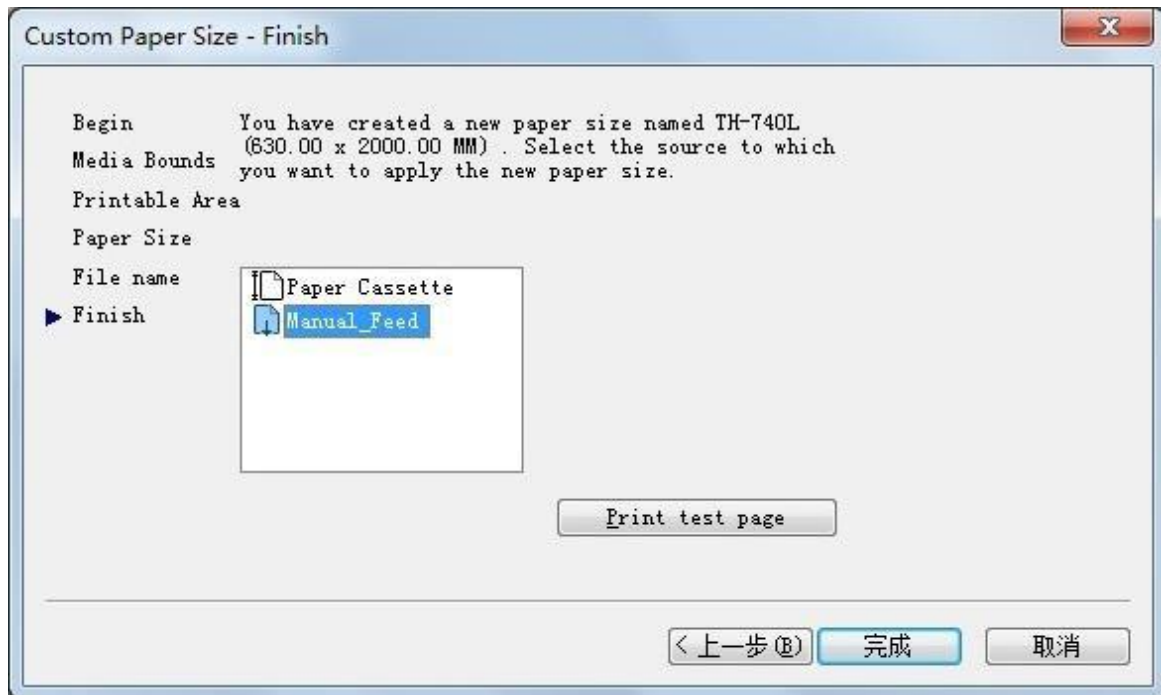 Custom Paper Size - Finish
Begin
Media Bounds
Printable Area
Paper Size
File name
Finish
You have created a new paper size named TH-740L
(630.00 x 2000.00 MM) . Select the source to which
you want to apply the new paper size.
Paper Cassette
Manual_Feed
Print test page
< 上一步(B)
完成
取消